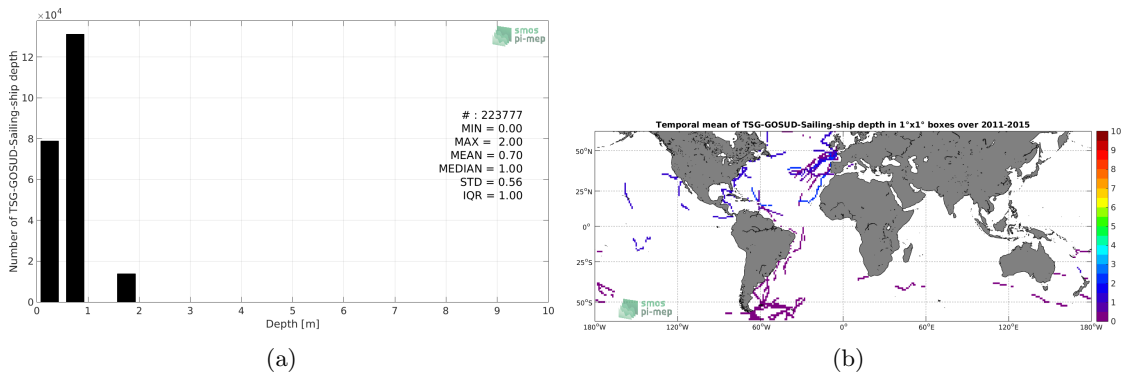 ×10⁴
smos
pi-mep
12
10
8
6
4
2
0
Number of TSG-GOSUD-Sailing-ship depth
# : 223777
MIN = 0.00
MAX = 2.00
MEAN = 0.70
MEDIAN = 1.00
STD = 0.56
IQR = 1.00
0 1 2 3 4 5 6 7 8 9 10
Depth [m]
(a)
Temporal mean of TSG-GOSUD-Sailing-ship depth in 1°x1° boxes over 2011-2015
50°N
25°N
0°
25°S
50°S
smos
pi-mep
180°W 120°W 60°W 0° 60°E 120°E 180°W
10
9
8
7
6
5
4
3
2
1
0
(b)